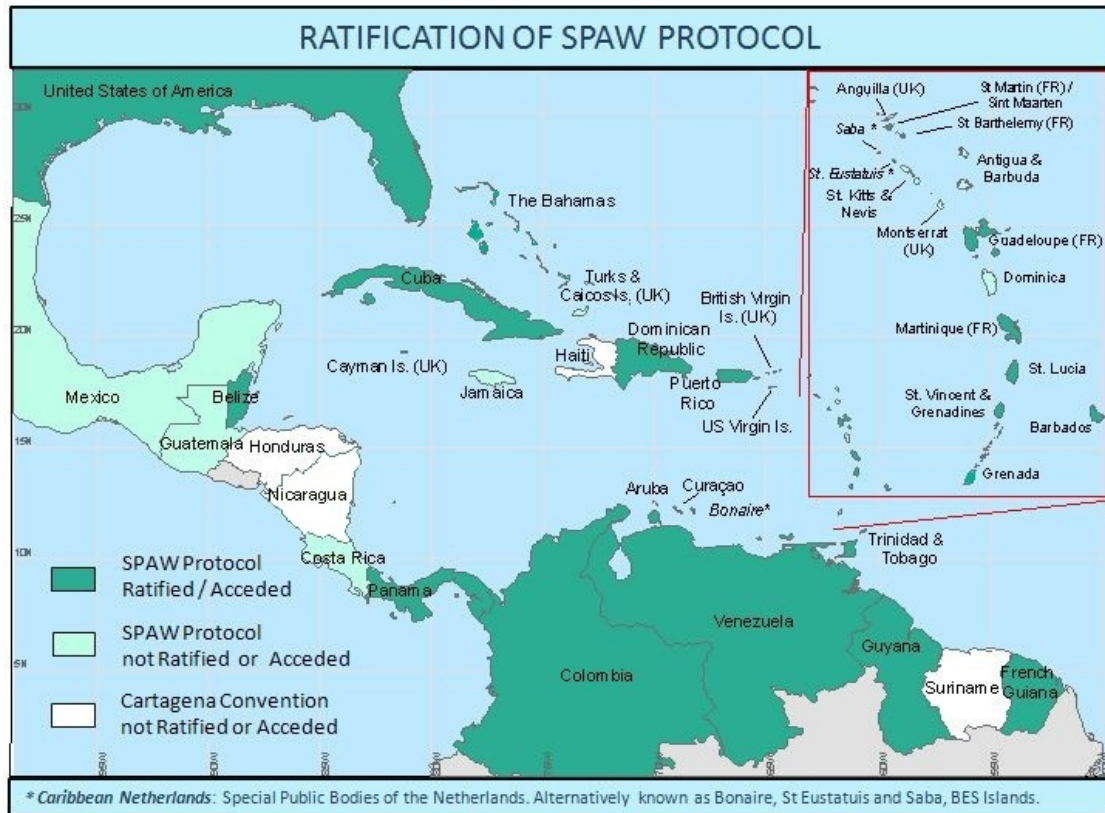 RATIFICATION OF SPAW PROTOCOL
United States of America
The Bahamas
Cuba
Turks &
Caicos Is. (UK)
British Virgin
Is. (UK)
Dominican
Republic
Haiti
Cayman Is. (UK)
Jamaica
Puerto
Rico
US Virgin Is.
Mexico
Belize
Guatemala
Honduras
Nicaragua
Costa Rica
Panama
Aruba
Curaçao
Bonaire*
Trinidad &
Tobago
Venezuela
Colombia
Guyana
Suriname
French
Guiana
Anguilla (UK)
St Martin (FR) /
Sint Maarten
Saba *
St Barthelemy (FR)
St. Eustatuis *
Antigua &
Barbuda
St. Kitts &
Nevis
Montserrat
(UK)
Guadeloupe (FR)
Dominica
Martinique (FR)
St. Lucia
St. Vincent &
Grenadines
Barbados
Grenada
25N
20N
15N
10N
SPAW Protocol
Ratified / Acceded
SPAW Protocol
not Ratified or Acceded
Cartagena Convention
not Ratified or Acceded
* Caribbean Netherlands: Special Public Bodies of the Netherlands. Alternatively known as Bonaire, St Eustatuis and Saba, BES Islands.